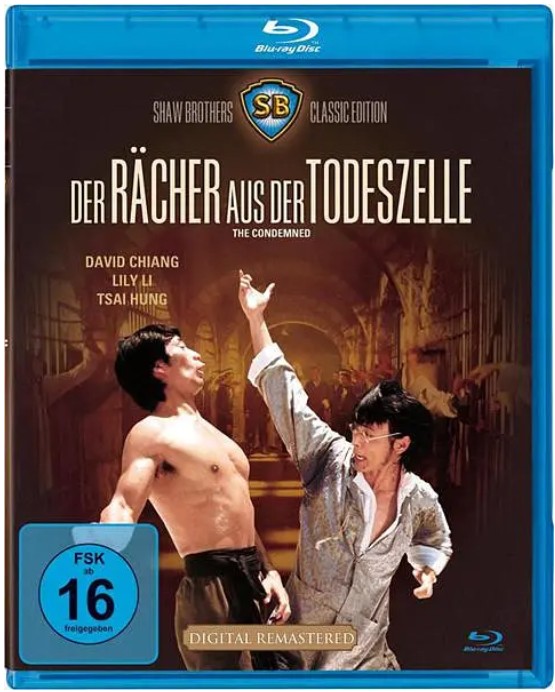 Blu-ray Disc
SHAW BROTHERS SB CLASSIC EDITION
DER RÄCHER AUS DER TODESZELLE
THE CONDEMNED
DAVID CHIANG
LILY LI
TSAI HUNG
FSK
ab
16
freigegeben
DIGITAL REMASTERED
Blu-ray Disc